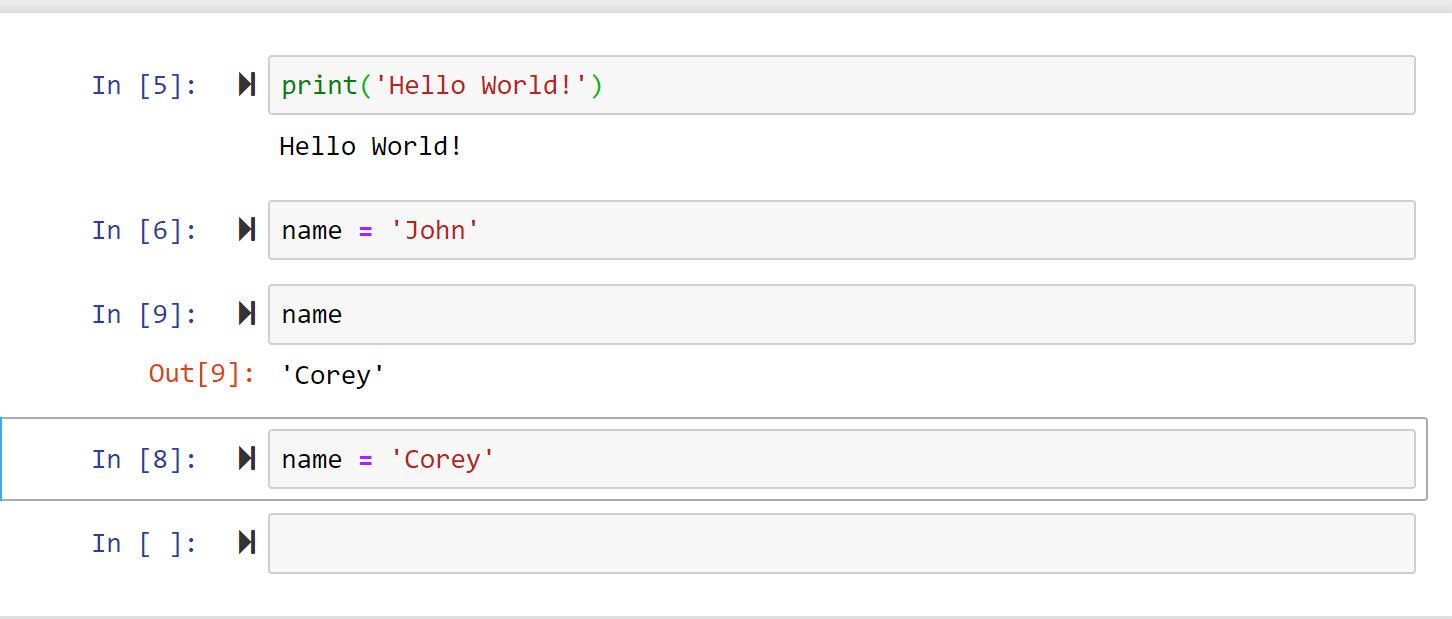 In [5]: print('Hello World!')
Hello World!
In [6]: name = 'John'
In [9]: name
Out[9]: 'Corey'
In [8]: name = 'Corey'
In [ ]: